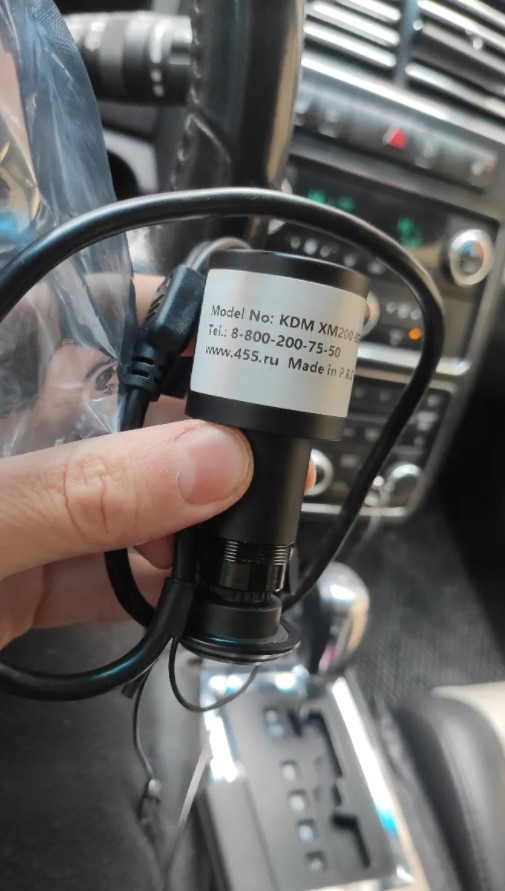 Model No: KDM XM200-
Tel.: 8-800-200-75-50
www.455.ru Made in P.R.